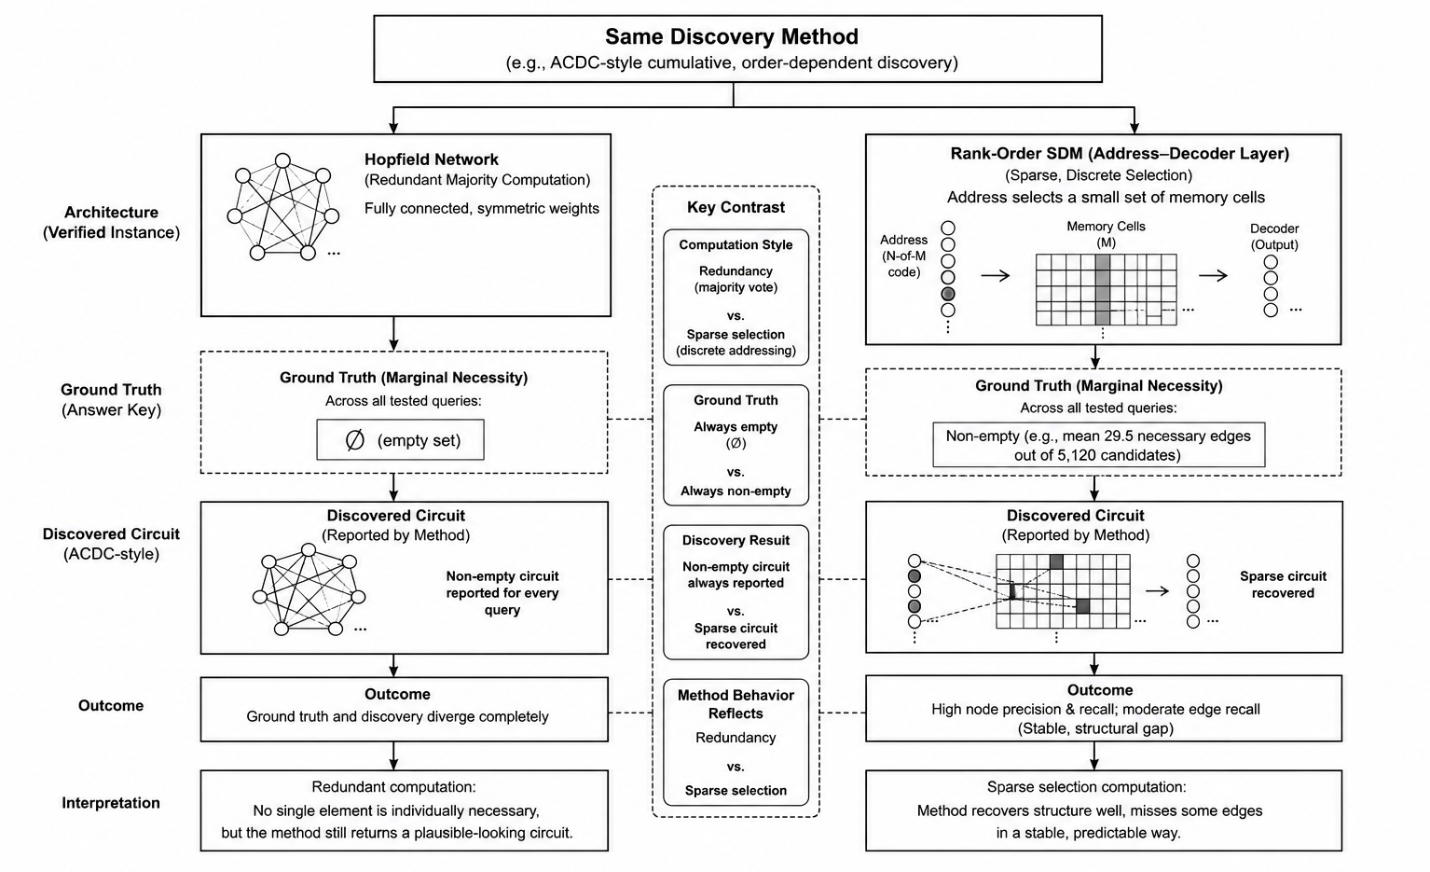 Same Discovery Method
(e.g., ACDC-style cumulative, order-dependent discovery)
Architecture
(Verified Instance)
Hopfield Network
(Redundant Majority Computation)
Fully connected, symmetric weights
...
Key Contrast
Computation Style
Redundancy
(majority vote)
vs.
Sparse selection
(discrete addressing)
Rank-Order SDM (Address–Decoder Layer)
(Sparse, Discrete Selection)
Address selects a small set of memory cells
Address
(N-of-M
code)
Memory Cells
(M)
Decoder
(Output)
...
...
Ground Truth
(Answer Key)
Ground Truth (Marginal Necessity)
Across all tested queries:
∅ (empty set)
Ground Truth
Always empty
(∅)
vs.
Always non-empty
Ground Truth (Marginal Necessity)
Across all tested queries:
Non-empty (e.g., mean 29.5 necessary edges
out of 5,120 candidates)
Discovered Circuit
(ACDC-style)
Discovered Circuit
(Reported by Method)
Non-empty circuit
reported for every
query
...
Discovery Resuit
Non-empty circuit
always reported
vs.
Sparse circuit
recovered
Discovered Circuit
(Reported by Method)
Sparse circuit
recovered
...
...
...
Outcome
Outcome
Ground truth and discovery diverge completely
Method Behavior
Reflects
Redundancy
vs.
Sparse selection
Outcome
High node precision & recall; moderate edge recall
(Stable, structural gap)
Interpretation
Redundant computation:
No single element is individually necessary,
but the method still returns a plausible-looking circuit.
Sparse selection computation:
Method recovers structure well, misses some edges
in a stable, predictable way.